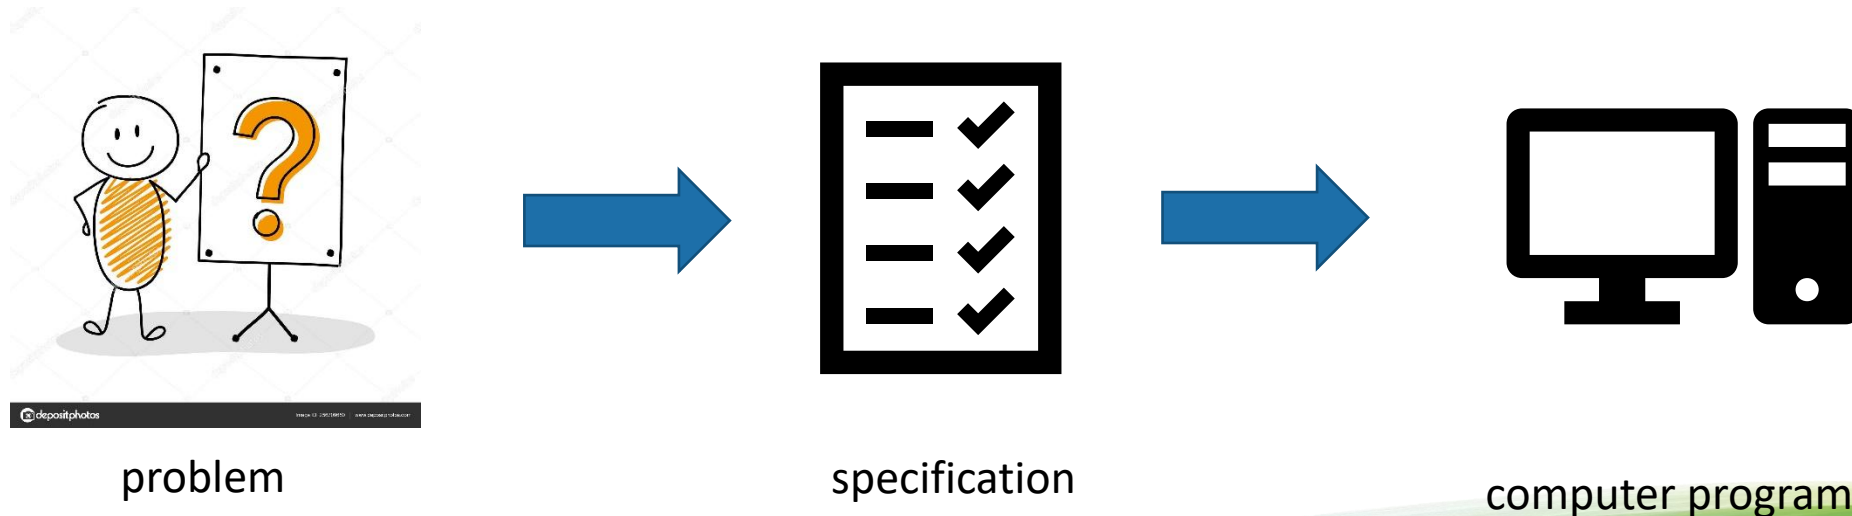 ?
depositphotos
problem
specification
computer program